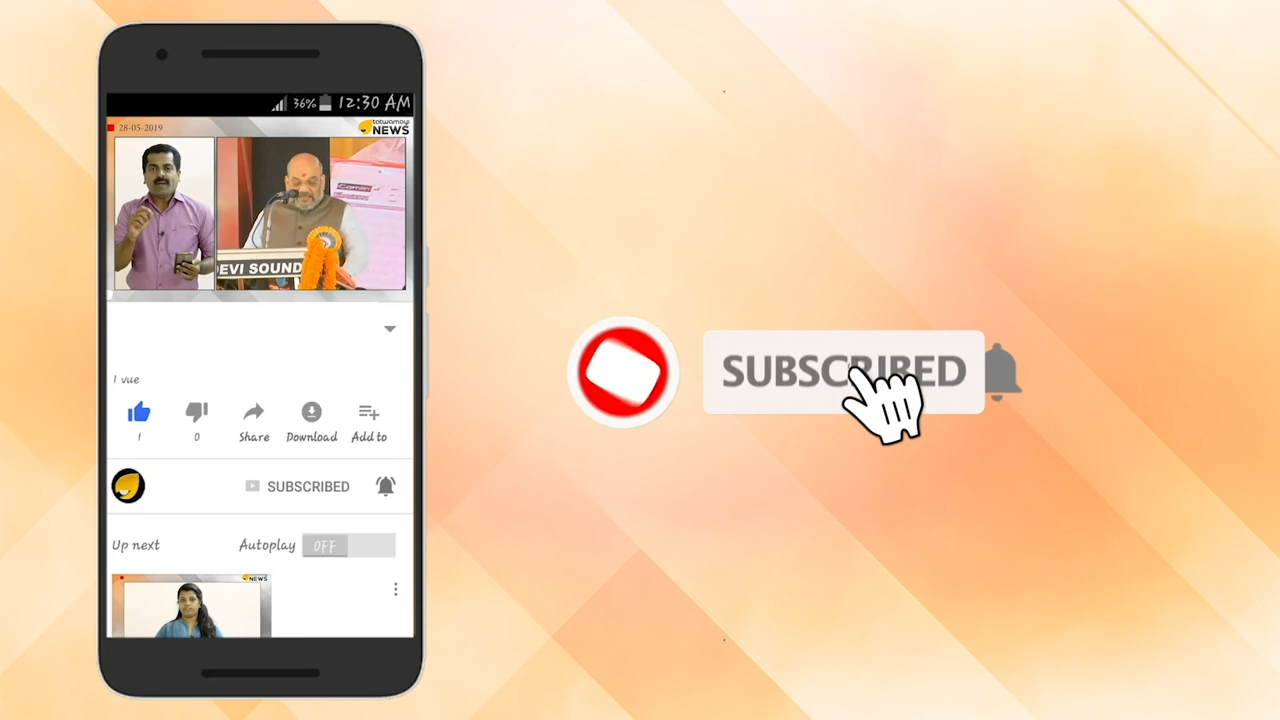 36% 12:30 AM
28-05-2019
tatwamayi
NEWS
DEVI SOUND
1 vue
1
0
Share
Download
Add to
SUBSCRIBED
Up next
Autoplay
OFF
NEWS
SUBSCRIBED